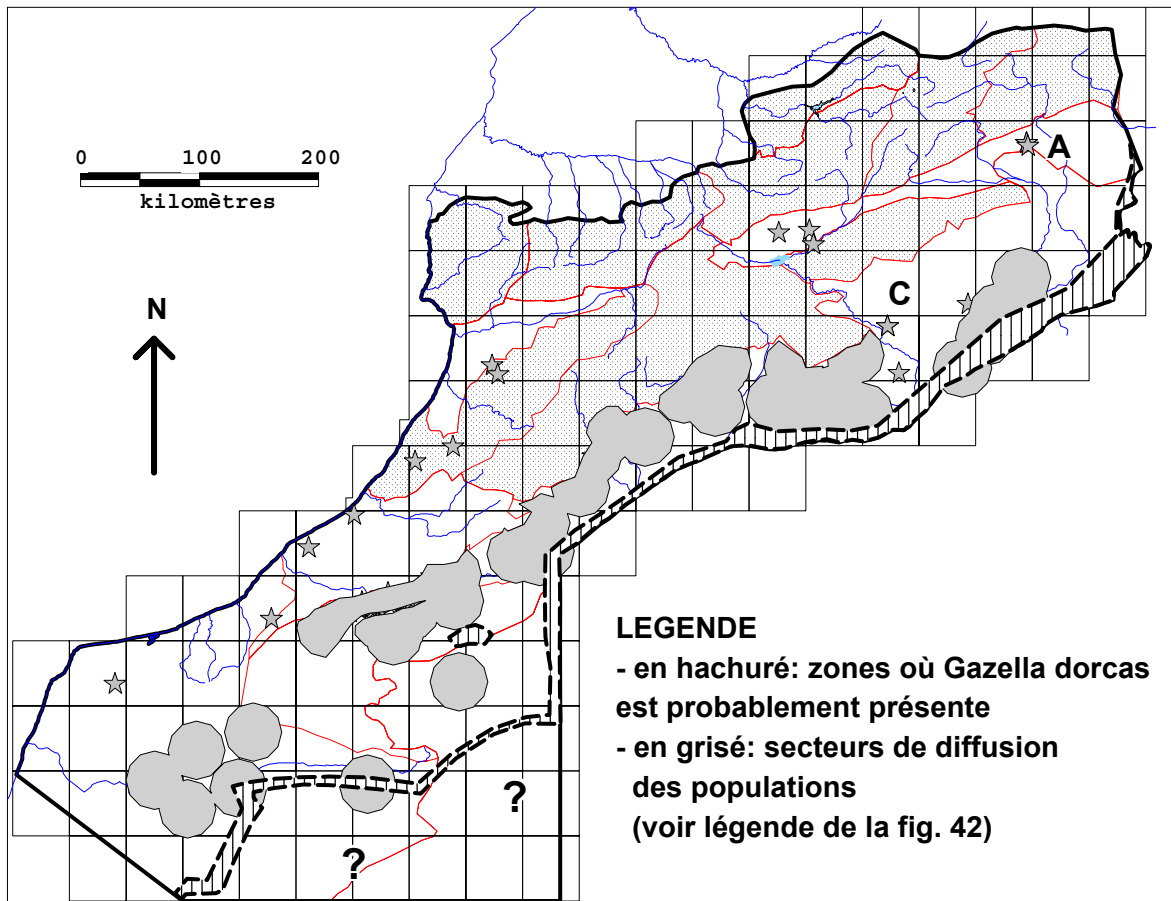 0 100 200
kilomètres
N
A
C
LEGENDE
- en hachuré: zones où Gazella dorcas
est probablement présente
- en grisé: secteurs de diffusion
des populations
(voir légende de la fig. 42)
?
?